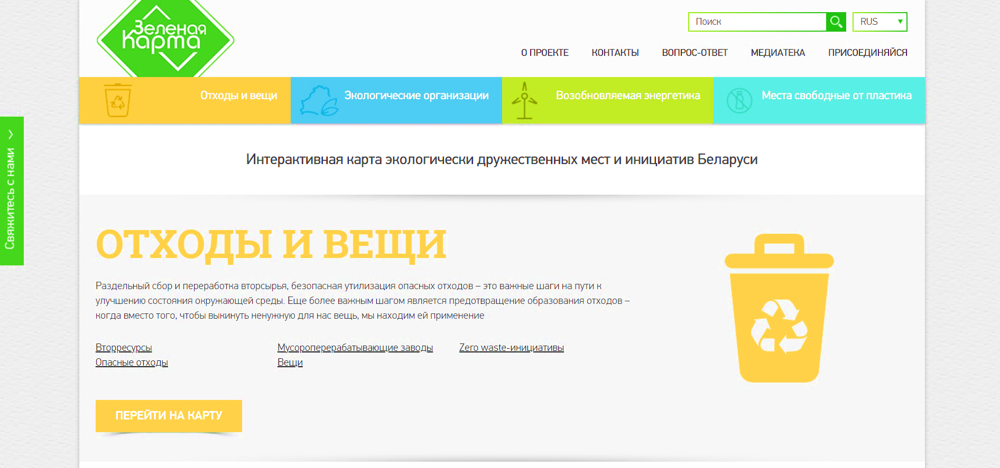 Зеленая
Карта
Поиск
RUS
О ПРОЕКТЕ
КОНТАКТЫ
ВОПРОС-ОТВЕТ
МЕДИАТЕКА
ПРИСОЕДИНЯЙСЯ
Отходы и вещи
Экологические организации
Возобновляемая энергетика
Места свободные от пластика
Свяжитесь с нами
Интерактивная карта экологически дружественных мест и инициатив Беларуси
ОТХОДЫ И ВЕЩИ
Раздельный сбор и переработка вторсырья, безопасная утилизация опасных отходов – это важные шаги на пути к
улучшению состояния окружающей среды. Еще более важным шагом является предотвращение образования отходов –
когда вместо того, чтобы выкинуть ненужную для нас вещь, мы находим ей применение
Вторресурсы
Мусороперерабатывающие заводы
Zero waste-инициативы
Опасные отходы
Вещи
ПЕРЕЙТИ НА КАРТУ